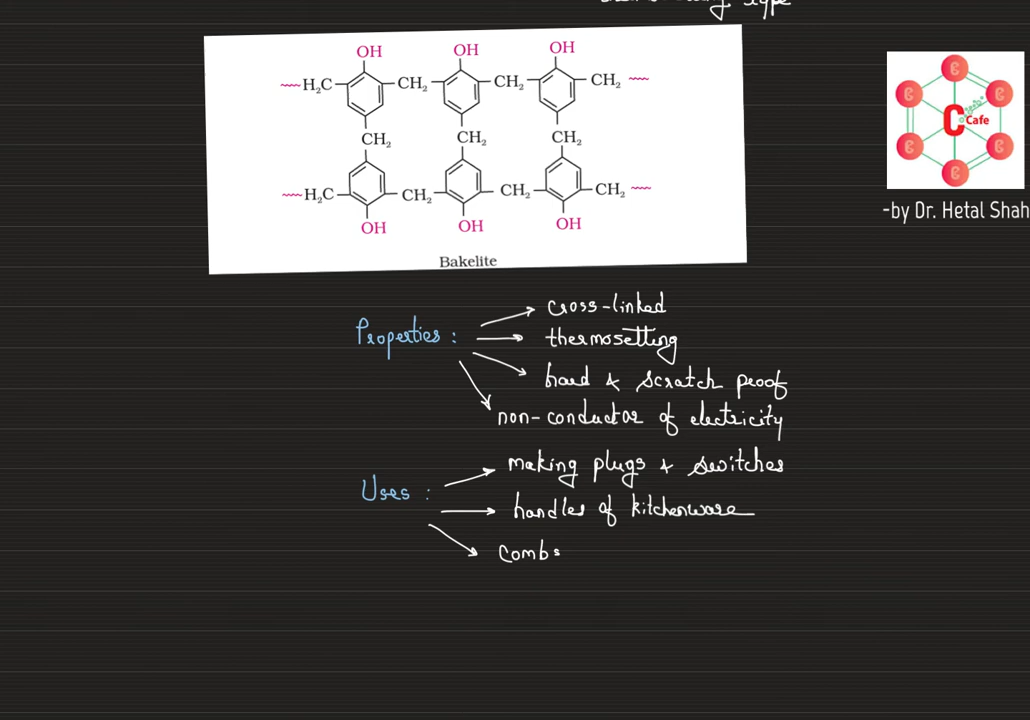 type
OH OH OH
H₂C CH₂ CH₂ CH₂
CH₂ CH₂ CH₂
H₂C CH₂ CH₂ CH₂
OH OH OH
Bakelite
C Cafe
-by Dr. Hetal Shah
Properties :
cross-linked
thermosetting
hard & scratch proof
non-conductor of electricity
Uses :
making plugs & switches
handles of kitchenware
combs